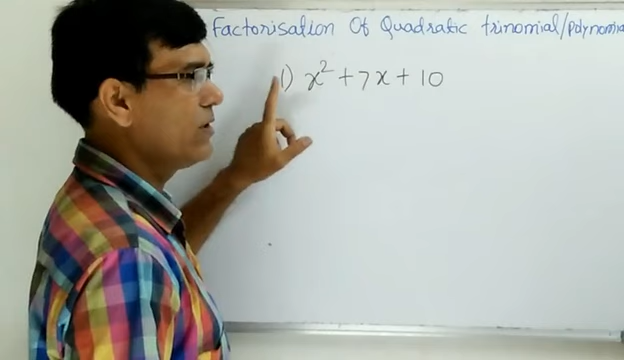 Factorisation Of Quadratic trinomial/polynomia
1) x² + 7x + 10